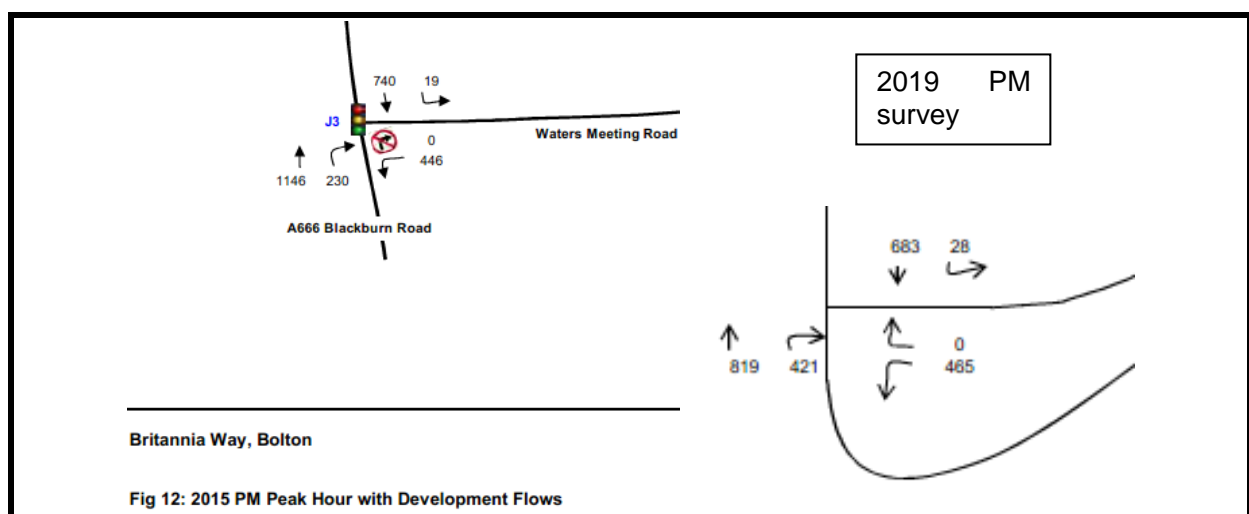 740 19
J3
Waters Meeting Road
0
446
1146 230
A666 Blackburn Road
Britannia Way, Bolton
Fig 12: 2015 PM Peak Hour with Development Flows
2019 PM
survey
683 28
0
819 421 465